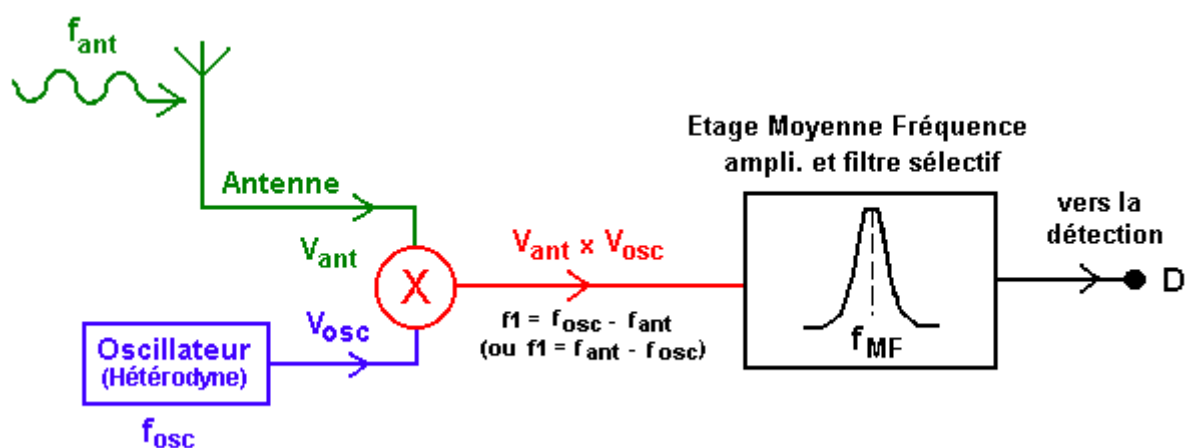 fant
Antenne
Vant
Vosc
Oscillateur
(Hétérodyne)
fosc
X
Vant x Vosc
f1 = fosc - fant
(ou f1 = fant - fosc)
Etage Moyenne Fréquence
ampli. et filtre sélectif
fMF
vers la
détection
D